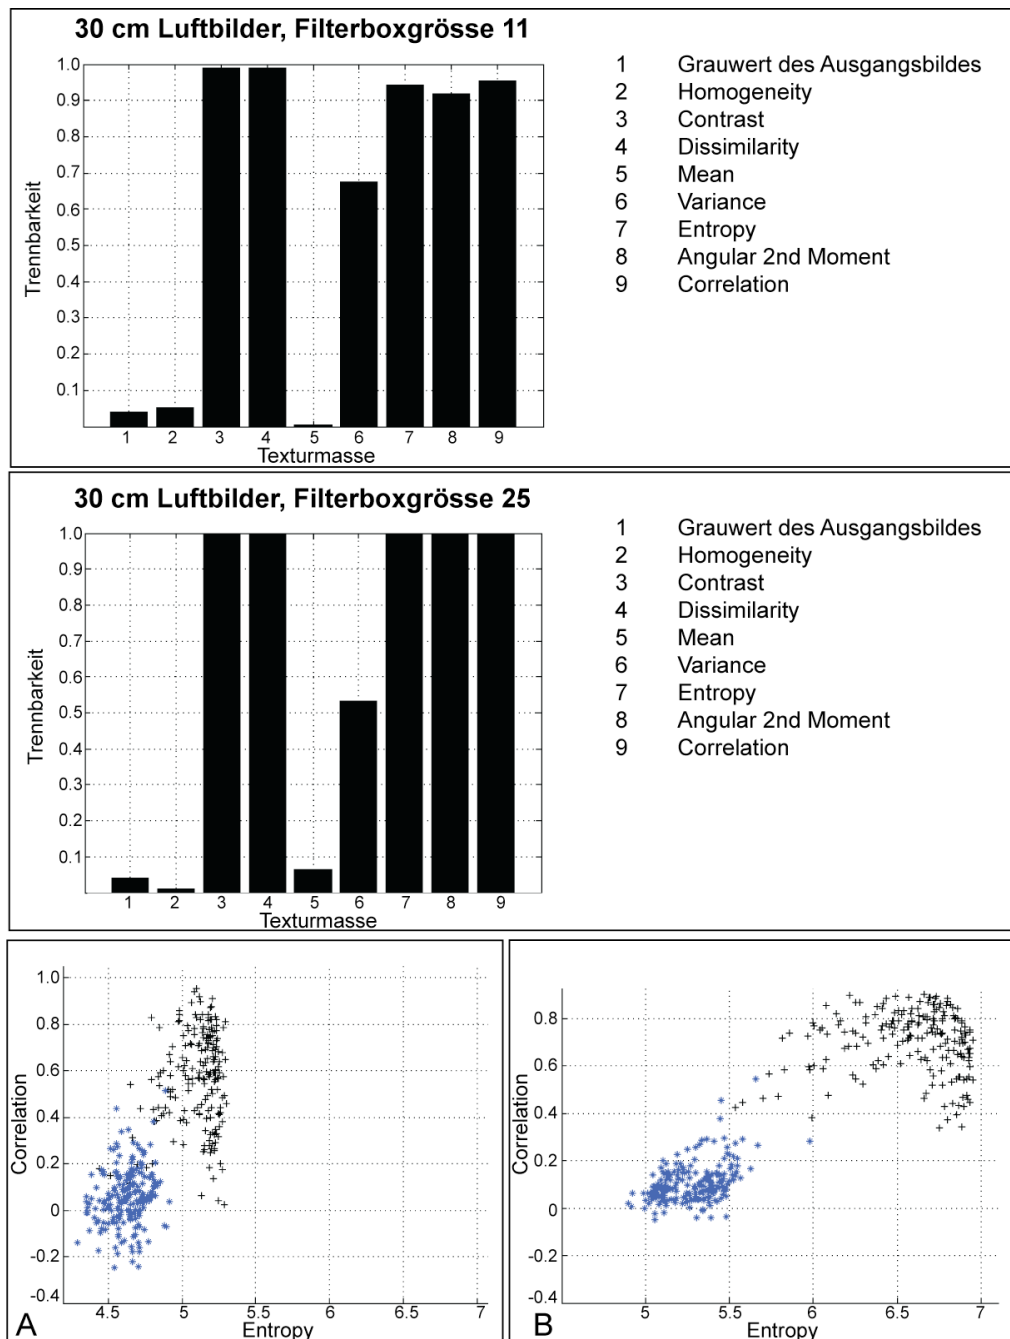 30 cm Luftbilder, Filterboxgrösse 11
1.0
0.9
0.8
0.7
0.6
0.5
0.4
0.3
0.2
0.1
Trennbarkeit
1 2 3 4 5 6 7 8 9
Texturmasse
1 Grauwert des Ausgangsbildes
2 Homogeneity
3 Contrast
4 Dissimilarity
5 Mean
6 Variance
7 Entropy
8 Angular 2nd Moment
9 Correlation
30 cm Luftbilder, Filterboxgrösse 25
1.0
0.9
0.8
0.7
0.6
0.5
0.4
0.3
0.2
0.1
Trennbarkeit
1 2 3 4 5 6 7 8 9
Texturmasse
1 Grauwert des Ausgangsbildes
2 Homogeneity
3 Contrast
4 Dissimilarity
5 Mean
6 Variance
7 Entropy
8 Angular 2nd Moment
9 Correlation
1.0
0.8
0.6
0.4
0.2
0
-0.2
-0.4
Correlation
4.5 5 5.5 6 6.5 7
Entropy
A
0.8
0.6
0.4
0.2
0
-0.2
-0.4
Correlation
5 5.5 6 6.5 7
Entropy
B